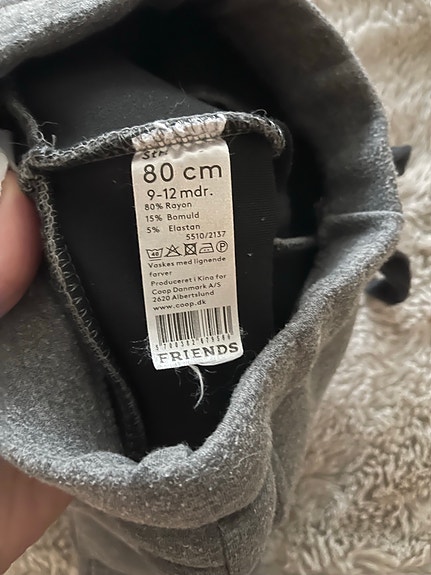 80 cm
9-12 mdr.
80% Rayon
15% Bomuld
5% Elastan
5510/2137
40
Vaskes med lignende
farver
Produceret i Kina for
Coop Danmark A/S
2620 Albertslund
www.coop.dk
FRIENDS